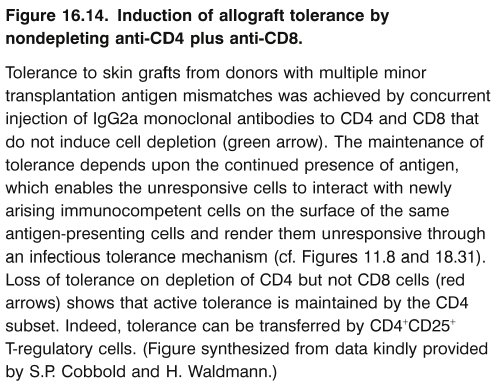 Figure 16.14. Induction of allograft tolerance by
nondepleting anti-CD4 plus anti-CD8.
Tolerance to skin grafts from donors with multiple minor
transplantation antigen mismatches was achieved by concurrent
injection of IgG2a monoclonal antibodies to CD4 and CD8 that
do not induce cell depletion (green arrow). The maintenance of
tolerance depends upon the continued presence of antigen,
which enables the unresponsive cells to interact with newly
arising immunocompetent cells on the surface of the same
antigen-presenting cells and render them unresponsive through
an infectious tolerance mechanism (cf. Figures 11.8 and 18.31).
Loss of tolerance on depletion of CD4 but not CD8 cells (red
arrows) shows that active tolerance is maintained by the CD4
subset. Indeed, tolerance can be transferred by CD4⁺CD25⁺
T-regulatory cells. (Figure synthesized from data kindly provided
by S.P. Cobbold and H. Waldmann.)